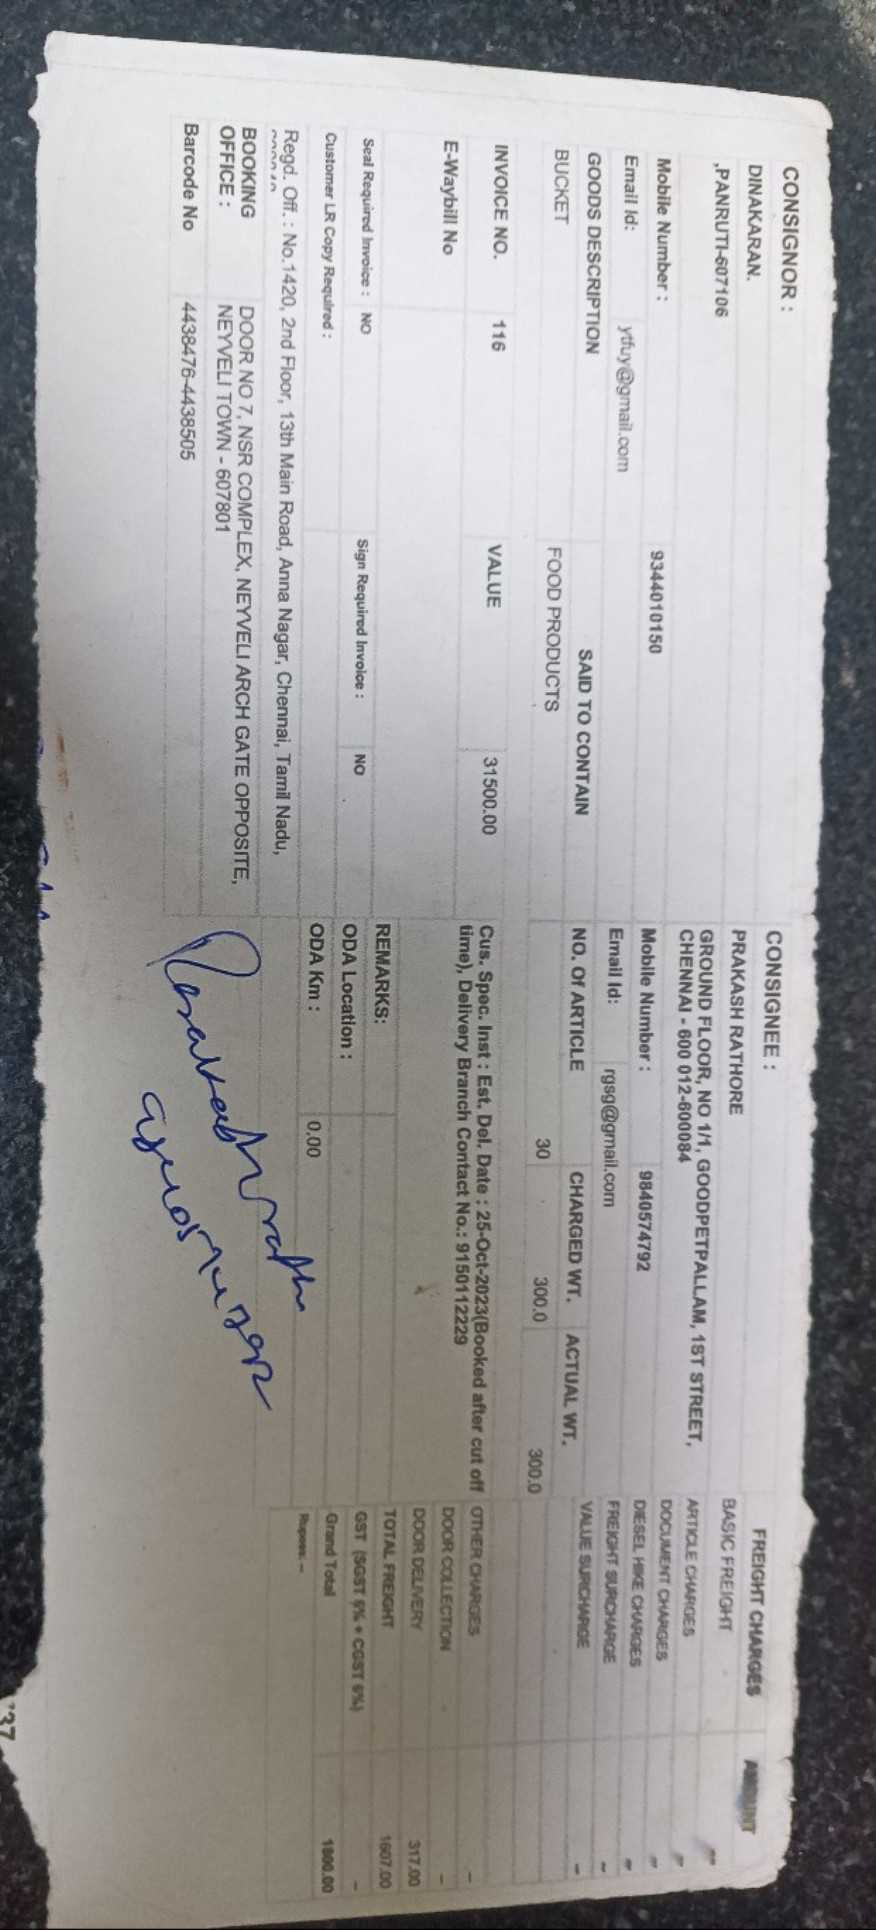 CONSIGNOR :
DINAKARAN.
,PANRUTI-607106
Mobile Number : 9344010150
Email Id: ytfuy@gmail.com
GOODS DESCRIPTION SAID TO CONTAIN
BUCKET FOOD PRODUCTS
INVOICE NO. 116 VALUE 31500.00
E-Waybill No
Seal Required Invoice : NO Sign Required Invoice : NO
Customer LR Copy Required :
Regd. Off. : No.1420, 2nd Floor, 13th Main Road, Anna Nagar, Chennai, Tamil Nadu,
BOOKING OFFICE : DOOR NO 7, NSR COMPLEX, NEYVELI ARCH GATE OPPOSITE,
NEYVELI TOWN - 607801
Barcode No 4438476-4438505
CONSIGNEE :
PRAKASH RATHORE
GROUND FLOOR, NO 1/1, GOODPETPALLAM, 1ST STREET,
CHENNAI - 600 012-600084
Mobile Number : 9840574792
Email Id: rgsg@gmail.com
NO. Of ARTICLE CHARGED WT. ACTUAL WT.
30 300.0 300.0
Cus. Spec. Inst : Est. Del. Date : 25-Oct-2023(Booked after cut off
time), Delivery Branch Contact No.: 9150112229
REMARKS:
ODA Location :
ODA Km : 0.00
FREIGHT CHARGES AMOUNT
BASIC FREIGHT --
ARTICLE CHARGES --
DOCUMENT CHARGES --
DIESEL HIKE CHARGES --
FREIGHT SURCHARGE --
VALUE SURCHARGE --
OTHER CHARGES --
DOOR COLLECTION --
DOOR DELIVERY 317.00
TOTAL FREIGHT 1607.00
GST (SGST 6% + CGST 6%) --
Grand Total 1800.00
Rupees: --
'37